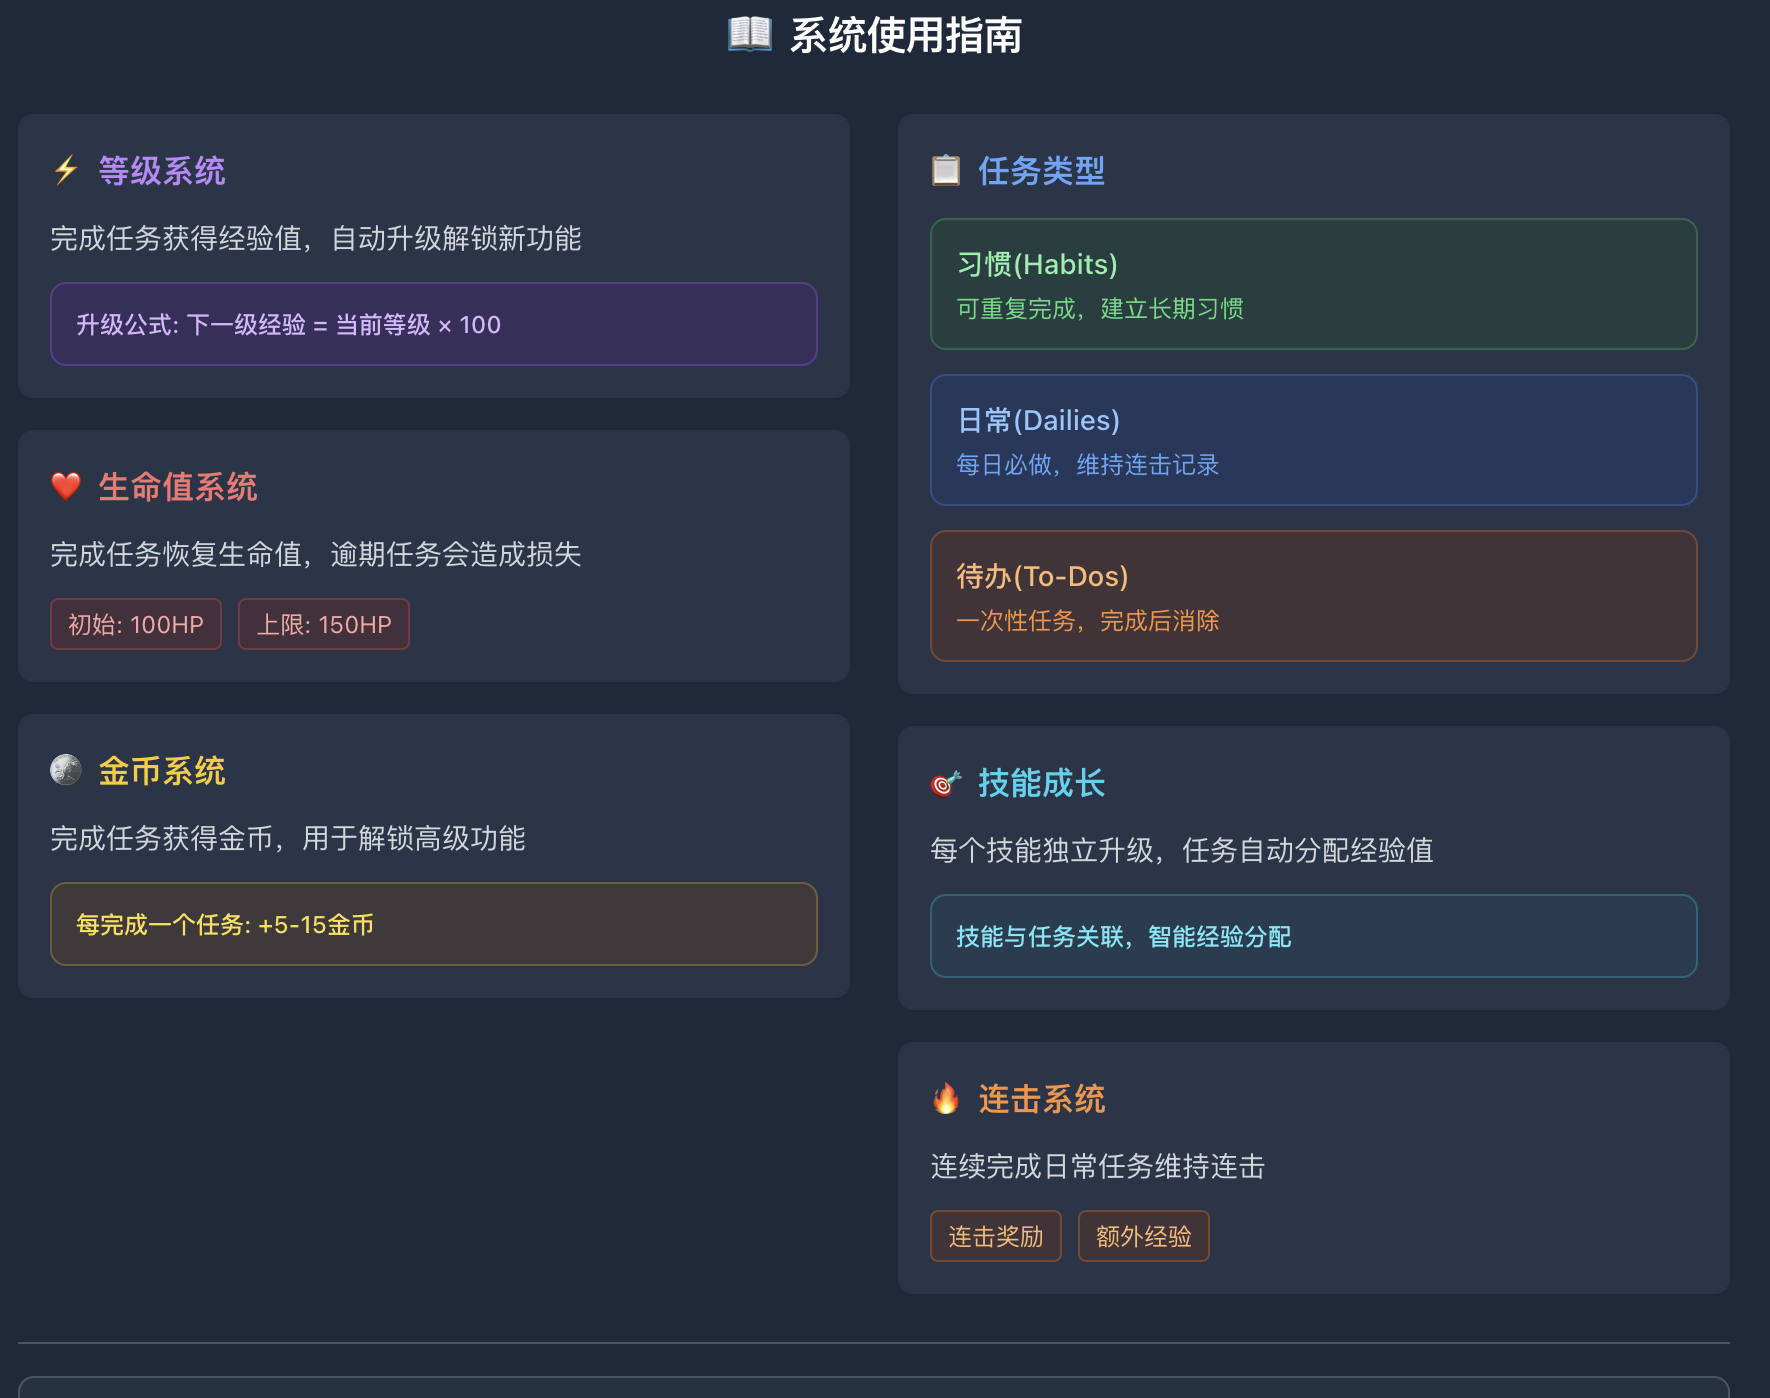 系统使用指南
等级系统
完成任务获得经验值，自动升级解锁新功能
升级公式: 下一级经验 = 当前等级 × 100
生命值系统
完成任务恢复生命值，逾期任务会造成损失
初始: 100HP
上限: 150HP
金币系统
完成任务获得金币，用于解锁高级功能
每完成一个任务: +5-15金币
任务类型
习惯(Habits)
可重复完成，建立长期习惯
日常(Dailies)
每日必做，维持连击记录
待办(To-Dos)
一次性任务，完成后消除
技能成长
每个技能独立升级，任务自动分配经验值
技能与任务关联，智能经验分配
连击系统
连续完成日常任务维持连击
连击奖励
额外经验